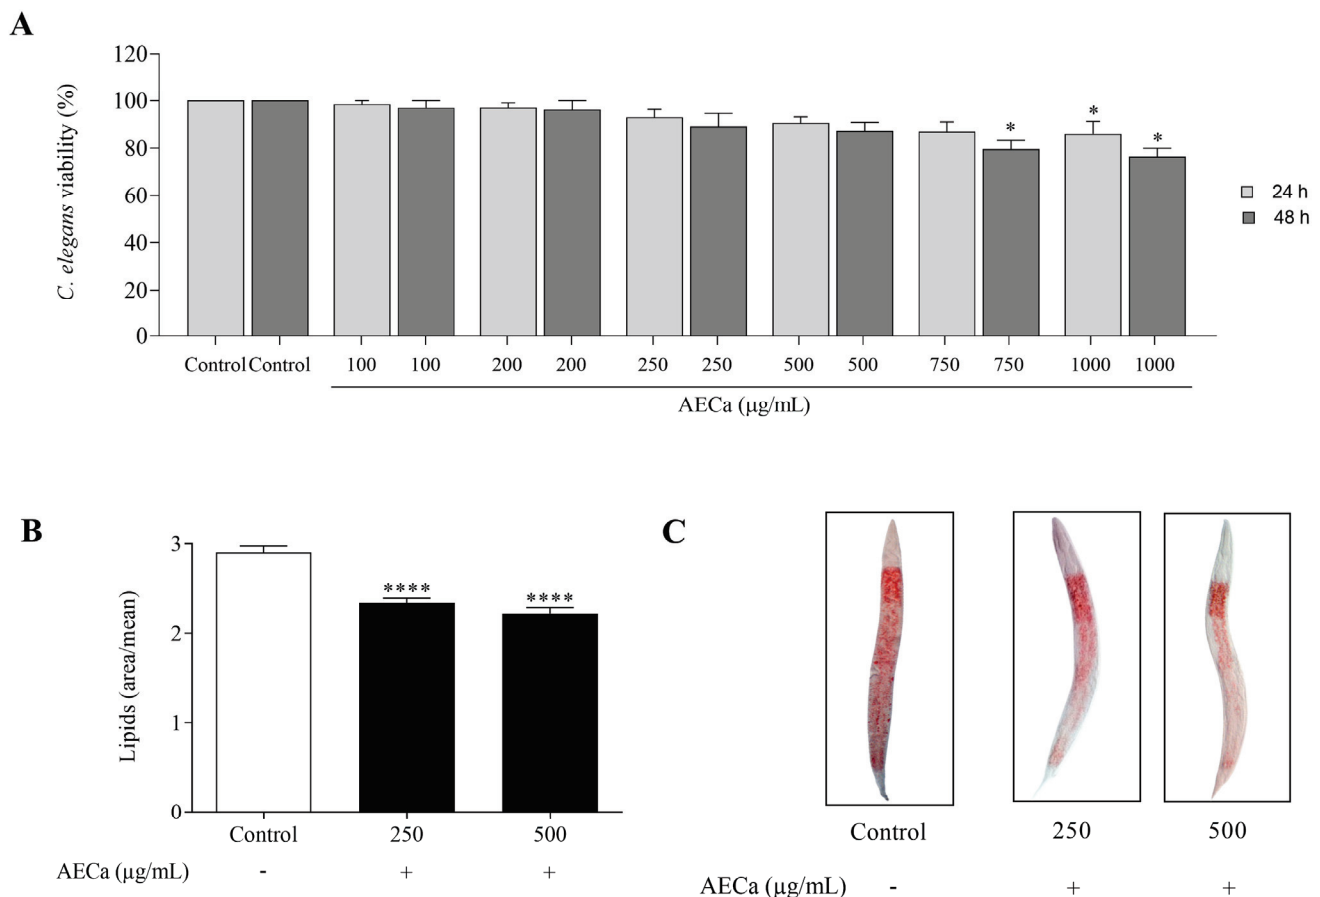 A
120
100
80
60
40
20
0
C. elegans viability (%)
*
*
*
24 h
48 h
Control Control 100 100 200 200 250 250 500 500 750 750 1000 1000
AECa (µg/mL)
B
3
2
1
0
Lipids (area/mean)
****
****
Control 250 500
AECa (µg/mL) - + +
C
Control 250 500
AECa (µg/mL) - + +